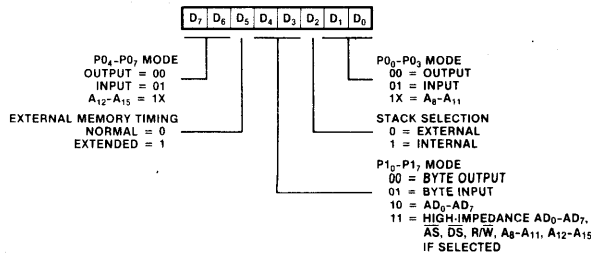 D7 D6 D5 D4 D3 D2 D1 D0
P04-P07 MODE
OUTPUT = 00
INPUT = 01
A12-A15 = 1X
EXTERNAL MEMORY TIMING
NORMAL = 0
EXTENDED = 1
P00-P03 MODE
00 = OUTPUT
01 = INPUT
1X = A8-A11
STACK SELECTION
0 = EXTERNAL
1 = INTERNAL
P10-P17 MODE
00 = BYTE OUTPUT
01 = BYTE INPUT
10 = AD0-AD7
11 = HIGH-IMPEDANCE AD0-AD7,
A̅S̅, D̅S̅, R/W̅, A8-A11, A12-A15
IF SELECTED